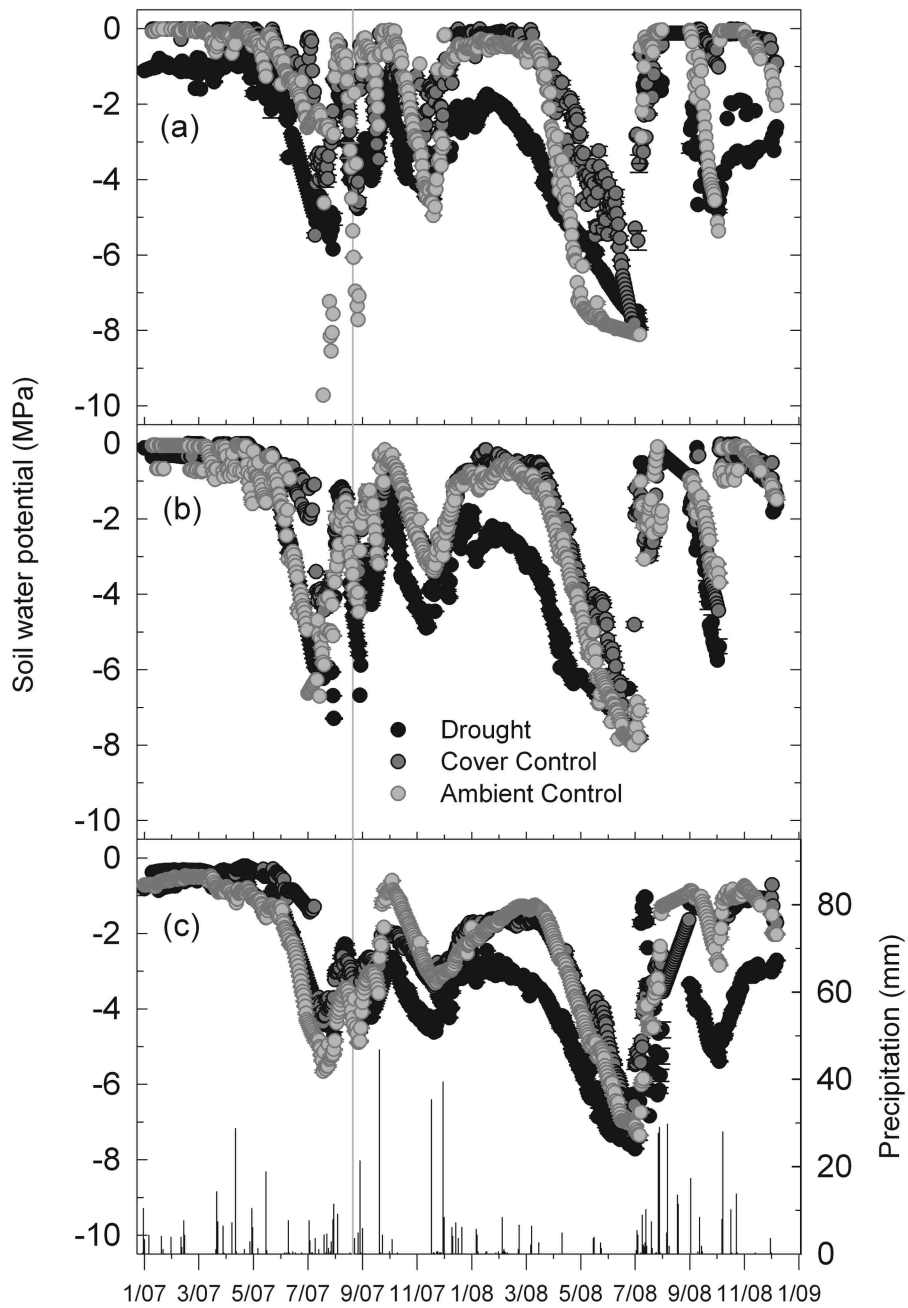 0
-2
(a)
-4
-6
-8
-10
0
-2
(b)
-4
-6
Drought
Cover Control
-8
Ambient Control
-10
Soil water potential (MPa)
0
(c)
80
-2
60
-4
-6
40
-8
20
-10
0
Precipitation (mm)
1/07 3/07 5/07 7/07 9/07 11/07 1/08 3/08 5/08 7/08 9/08 11/08 1/09